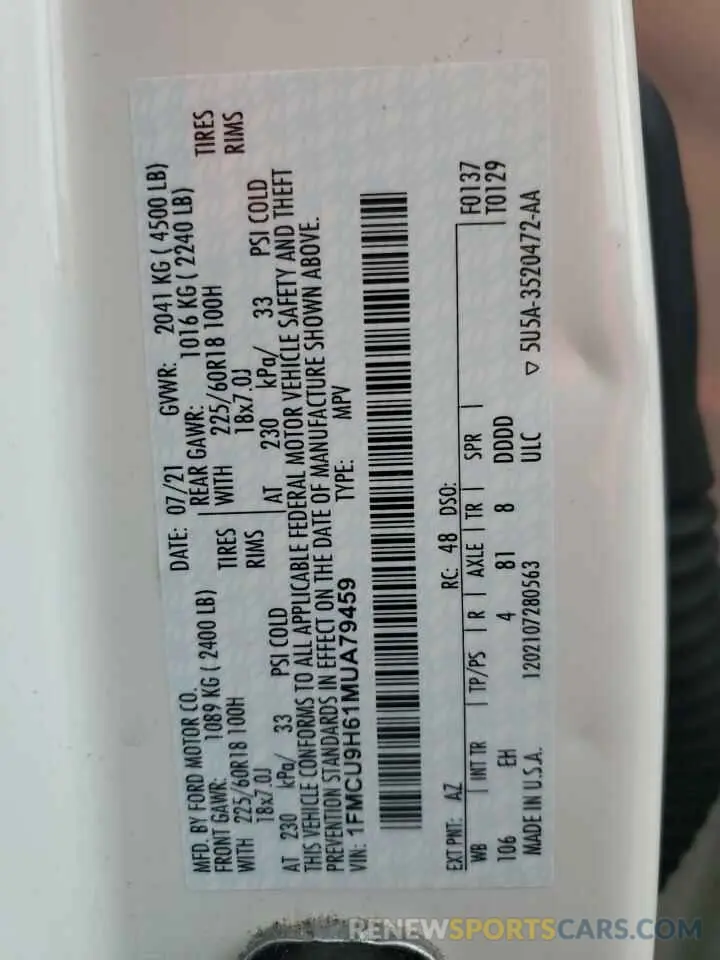 MFD. BY FORD MOTOR CO.
DATE: 07/21 GVWR: 2041 KG ( 4500 LB)
FRONT GAWR: 1089 KG ( 2400 LB) REAR GAWR: 1016 KG ( 2240 LB)
WITH 225/60R18 100H TIRES WITH 225/60R18 100H TIRES
18x7.0J RIMS 18x7.0J RIMS
AT 230 kPa/ 33 PSI COLD AT 230 kPa/ 33 PSI COLD
THIS VEHICLE CONFORMS TO ALL APPLICABLE FEDERAL MOTOR VEHICLE SAFETY AND THEFT
PREVENTION STANDARDS IN EFFECT ON THE DATE OF MANUFACTURE SHOWN ABOVE.
VIN: 1FMCU9H61MUA79459 TYPE: MPV
EXT PNT: AZ RC: 48 DSO: F0137
WB INT TR TP/PS R AXLE TR SPR T0129
106 EH 4 81 8 DDDD
MADE IN U.S.A. 1202107280563 ULC ▽ 5U5A-3520472-AA
RENEWSPORTSCARS.COM